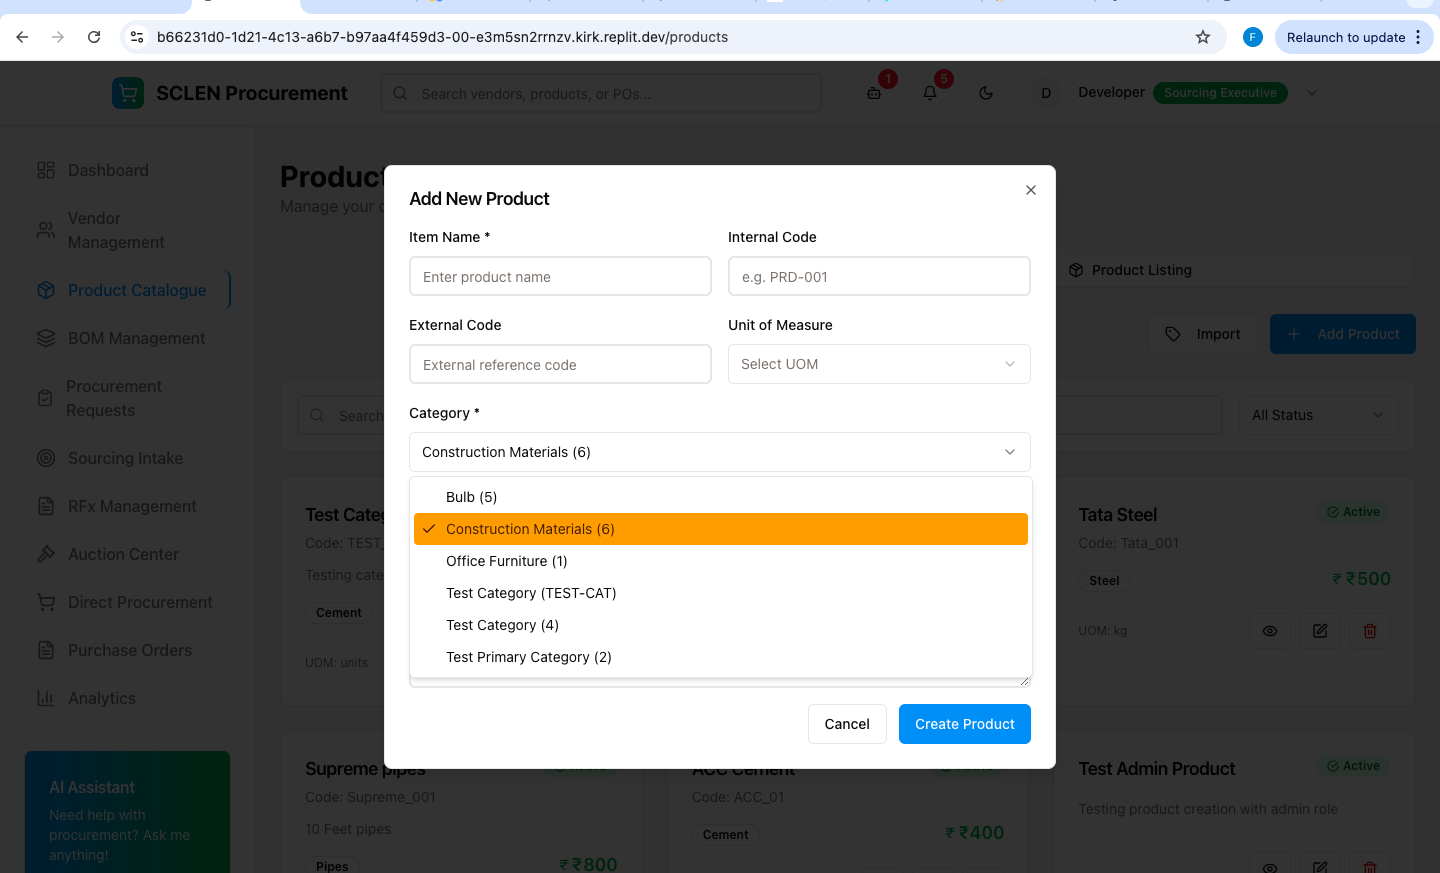 b66231d0-1d21-4c13-a6b7-b97aa4f459d3-00-e3m5sn2rrnzv.kirk.replit.dev/products
F
Relaunch to update
SCLEN Procurement
Search vendors, products, or POs...
1
5
D
Developer
Sourcing Executive
Dashboard
Vendor
Management
Product Catalogue
BOM Management
Procurement
Requests
Sourcing Intake
RFx Management
Auction Center
Direct Procurement
Purchase Orders
Analytics
AI Assistant
Need help with
procurement? Ask me
anything!
Product
Manage your
Product Listing
Import
Add Product
Search
All Status
Add New Product
Item Name *
Internal Code
Enter product name
e.g. PRD-001
External Code
Unit of Measure
External reference code
Select UOM
Category *
Construction Materials (6)
Bulb (5)
Construction Materials (6)
Office Furniture (1)
Test Category (TEST-CAT)
Test Category (4)
Test Primary Category (2)
Cancel
Create Product
Test Cate
Code: TEST_
Testing cate
Cement
UOM: units
Tata Steel
Active
Code: Tata_001
Steel
₹ ₹500
UOM: kg
Supreme pipes
Code: Supreme_001
10 Feet pipes
Pipes
₹ ₹800
ACC Cement
Code: ACC_01
Cement
₹ ₹400
Test Admin Product
Active
Testing product creation with admin role